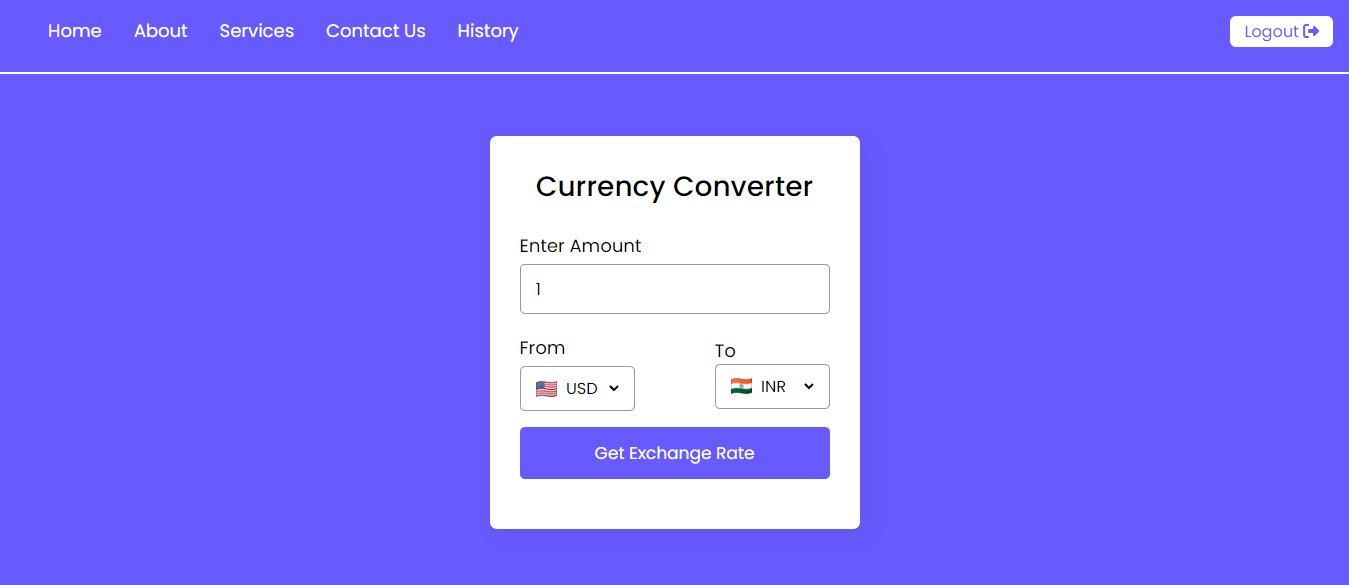 Home About Services Contact Us History Logout
Currency Converter
Enter Amount
1
From To
USD INR
Get Exchange Rate